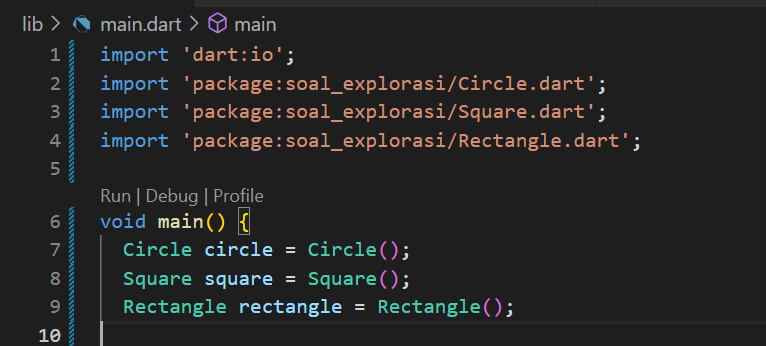 lib > main.dart > main
1 import 'dart:io';
2 import 'package:soal_explorasi/Circle.dart';
3 import 'package:soal_explorasi/Square.dart';
4 import 'package:soal_explorasi/Rectangle.dart';
5
Run | Debug | Profile
6 void main() {
7 Circle circle = Circle();
8 Square square = Square();
9 Rectangle rectangle = Rectangle();
10